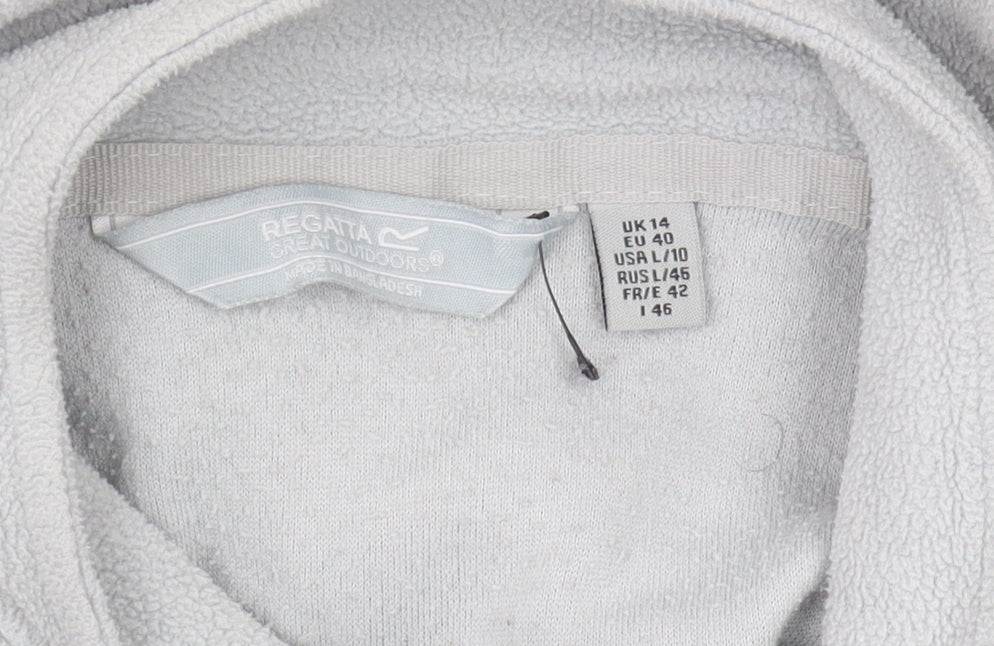 REGATTA
GREAT OUTDOORS®
MADE IN BANGLADESH
UK 14
EU 40
USA L/10
RUS L/46
FR/E 42
I 46